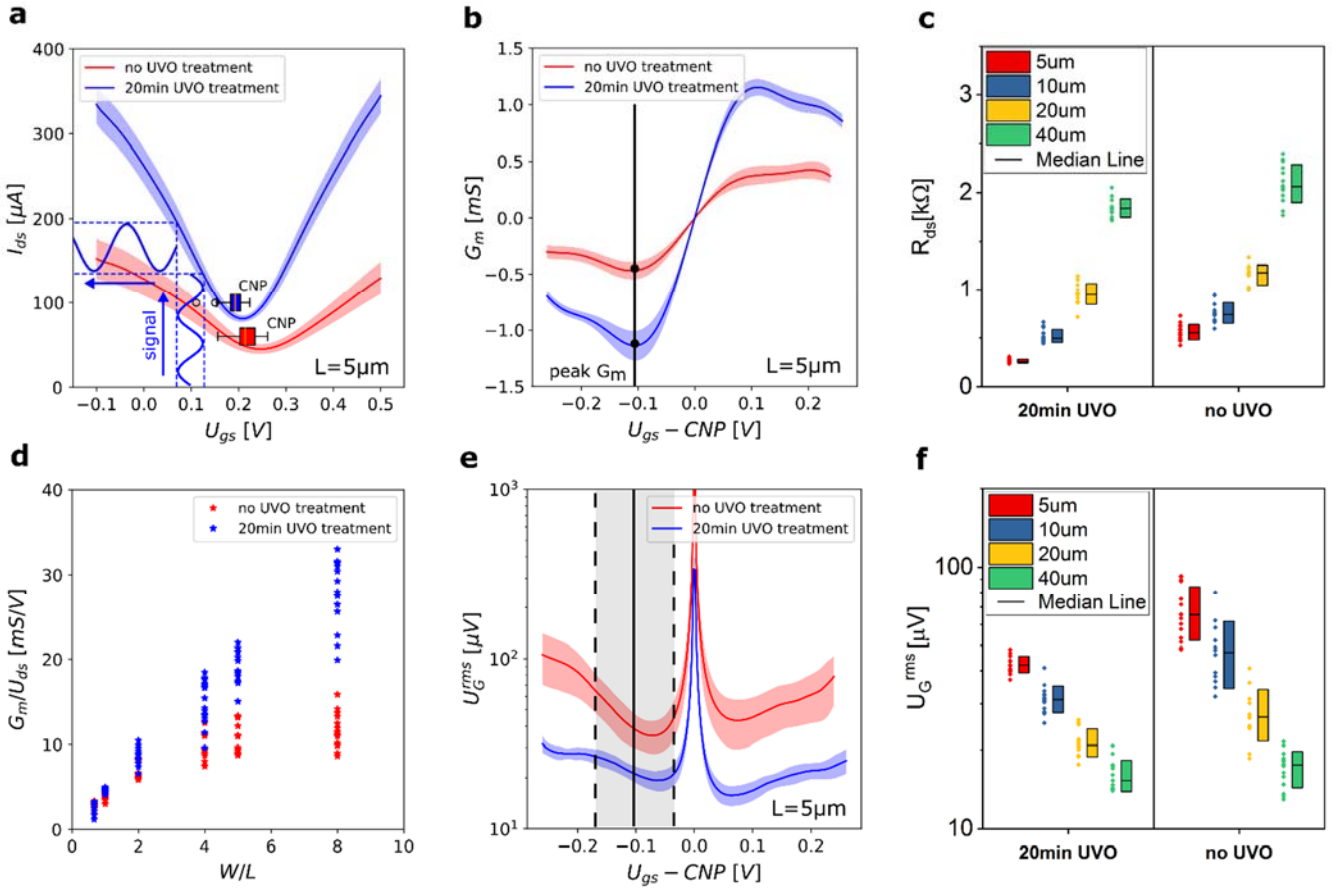 a
no UVO treatment
20min UVO treatment
CNP
CNP
signal
L=5μm
400
350
300
250
200
150
100
50
0
−0.1
0.0
0.1
0.2
0.3
0.4
0.5
I_ds [μA]
U_gs [V]
b
no UVO treatment
20min UVO treatment
peak G_m
L=5μm
1.5
1.0
0.5
0.0
−0.5
−1.0
−1.5
−0.2
−0.1
0.0
0.1
0.2
G_m [mS]
U_gs − CNP [V]
c
5um
10um
20um
40um
Median Line
3
2
1
0
R_ds[kΩ]
20min UVO
no UVO
d
no UVO treatment
20min UVO treatment
40
30
20
10
0
0
2
4
6
8
10
G_m/U_ds [mS/V]
W/L
e
no UVO treatment
20min UVO treatment
L=5μm
10^3
10^2
10^1
−0.2
−0.1
0.0
0.1
0.2
U_G^rms [μV]
U_gs − CNP [V]
f
5um
10um
20um
40um
Median Line
100
10
U_G^rms [μV]
20min UVO
no UVO